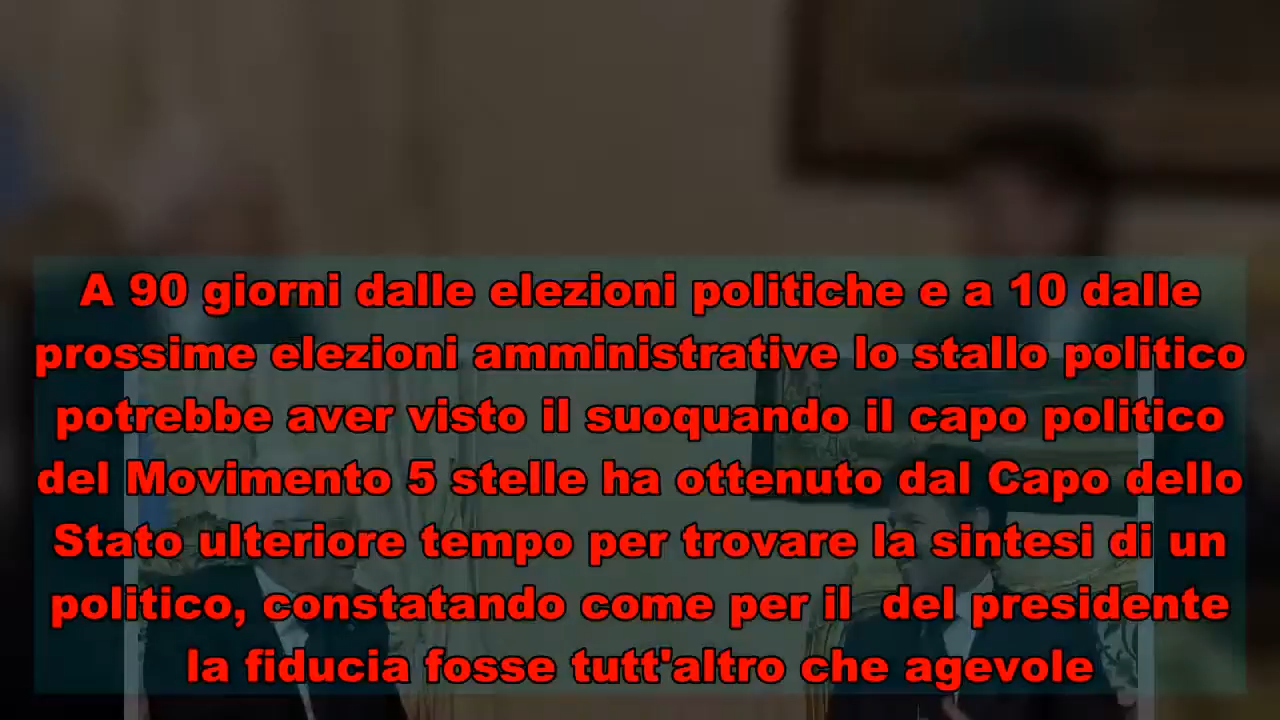 A 90 giorni dalle elezioni politiche e a 10 dalle
prossime elezioni amministrative lo stallo politico
potrebbe aver visto il suoquando il capo politico
del Movimento 5 stelle ha ottenuto dal Capo dello
Stato ulteriore tempo per trovare la sintesi di un
politico, constatando come per il  del presidente
la fiducia fosse tutt'altro che agevole